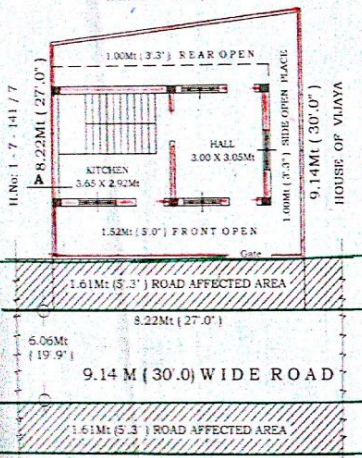 1.00Mt ( 3'3" ) REAR OPEN
H.No: 1 - 7 - 141 / 7
8.22Mt ( 27'.0" )
HALL
3.00 X 3.05Mt
1.00Mt ( 3'3" ) SIDE OPEN PLACE
9.14Mt ( 30'.0" )
HOUSE OF VIJAYA
KITCHEN
3.65 X 2.92Mt
A
1.52Mt ( 5'.0" ) FRONT OPEN
Gate
1.61Mt (5'.3" ) ROAD AFFECTED AREA
8.22Mt ( 27'.0" )
6.06Mt
( 19'.9" )
9.14 M ( 30'.0) WIDE ROAD
1.61Mt (5'.3" ) ROAD AFFECTED AREA